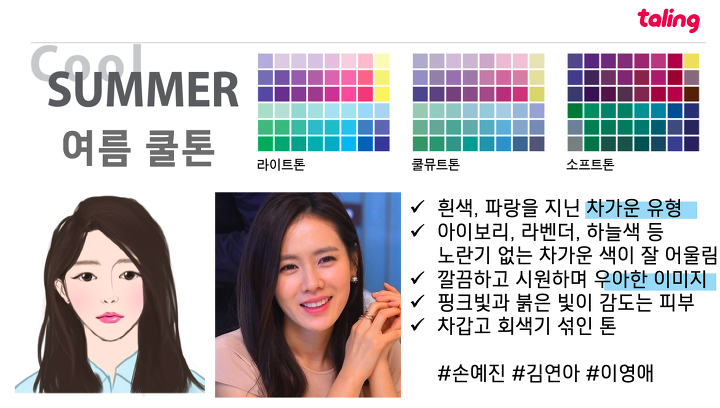 taling
Cool
SUMMER
여름 쿨톤
라이트톤
쿨뮤트톤
소프트톤
✓ 흰색, 파랑을 지닌 차가운 유형
✓ 아이보리, 라벤더, 하늘색 등
노란기 없는 차가운 색이 잘 어울림
✓ 깔끔하고 시원하며 우아한 이미지
✓ 핑크빛과 붉은 빛이 감도는 피부
✓ 차갑고 회색기 섞인 톤
#손예진 #김연아 #이영애